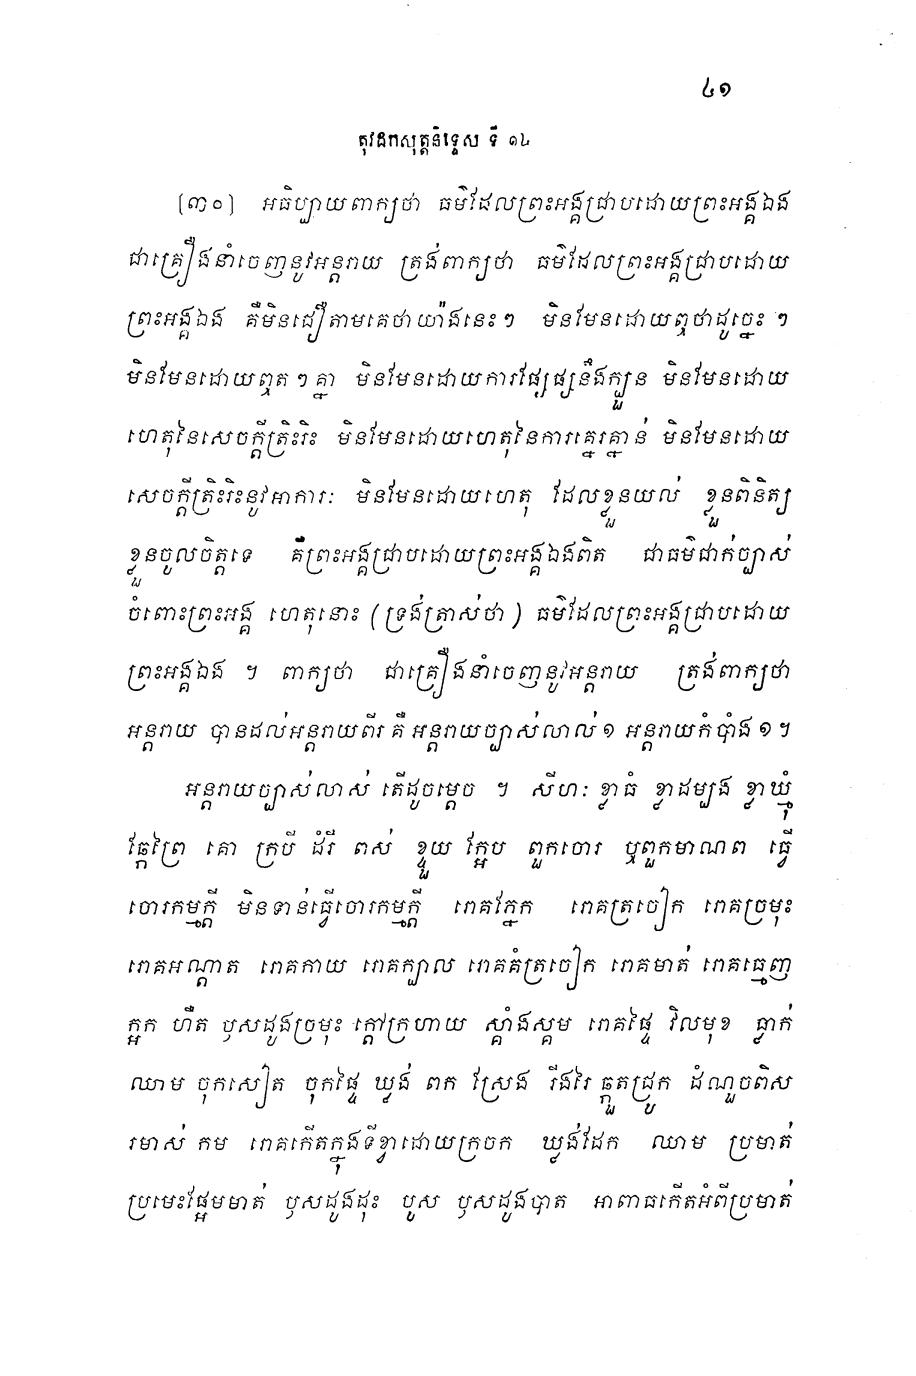 ៤១
តុវដកសុត្តនិទ្ទេស ទី ១៤
(៣០) អធិប្បាយពាក្យថា ធម៌ដែលព្រះអង្គជ្រាបដោយព្រះអង្គឯង
ជាគ្រឿងនាំចេញនូវអន្តរាយ ត្រង់ពាក្យថា ធម៌ដែលព្រះអង្គជ្រាបដោយ
ព្រះអង្គឯង គឺមិនជឿតាមគេថាយ៉ាងនេះៗ មិនមែនដោយឮថាដូច្នេះ ៗ
មិនមែនដោយឮត ៗ គ្នា មិនមែនដោយការផ្សែផ្សូនឹងក្បួន មិនមែនដោយ
ហេតុនៃសេចក្តីត្រិះរិះ មិនមែនដោយហេតុនៃការគ្នេរគ្នាន់ មិនមែនដោយ
សេចក្តីត្រិះរិះនូវអាការៈ មិនមែនដោយហេតុ ដែលខ្លួនយល់ ខ្លួនពិនិត្យ
ខ្លួនចូលចិត្តទេ គឺព្រះអង្គជ្រាបដោយព្រះអង្គឯងពិត ជាធម៌ជាក់ច្បាស់
ចំពោះព្រះអង្គ ហេតុនោះ (ទ្រង់ត្រាស់ថា) ធម៌ដែលព្រះអង្គជ្រាបដោយ
ព្រះអង្គឯង ។ ពាក្យថា ជាគ្រឿងនាំចេញនូវអន្តរាយ ត្រង់ពាក្យថា
អន្តរាយ បានដល់អន្តរាយពីរ គឺ អន្តរាយច្បាស់លាស់ ១ អន្តរាយកំបាំង ១ ។
អន្តរាយច្បាស់លាស់ តើដូចម្តេច ។ សីហៈ ខ្លាធំ ខ្លាដម្បង ខ្លាឃ្មុំ
ឆ្កែព្រៃ គោ ក្របី ដំរី ពស់ ខ្ទួយ ក្អែប ពួកចោរ ឬពួកមាណព ធ្វើ
ចោរកម្មក្តី មិនទាន់ធ្វើចោរកម្មក្តី រោគភ្នែក រោគត្រចៀក រោគច្រមុះ
រោគអណ្តាត រោគកាយ រោគក្បាល រោគគំត្រចៀក រោគមាត់ រោគធ្មេញ
ក្អក ហឺត ឫសដូងច្រមុះ ក្តៅក្រហាយ ស្គាំងស្គម រោគផ្ទៃ វិលមុខ ធ្លាក់
ឈាម ចុកសៀត ចុកផ្ទៃ ឃ្លង់ ពក ស្រែង រីងរៃ ឆ្កួតជ្រូក ដំណួចពិស
រមាស់ កម រោគកើតក្នុងទីខ្វាដោយក្រចក ឃ្លង់ដែក ឈាម ប្រមាត់
ប្រមេះផ្អែមមាត់ ឫសដូងដុះ បូស ឫសដូងបាត អាពាធកើតអំពីប្រមាត់